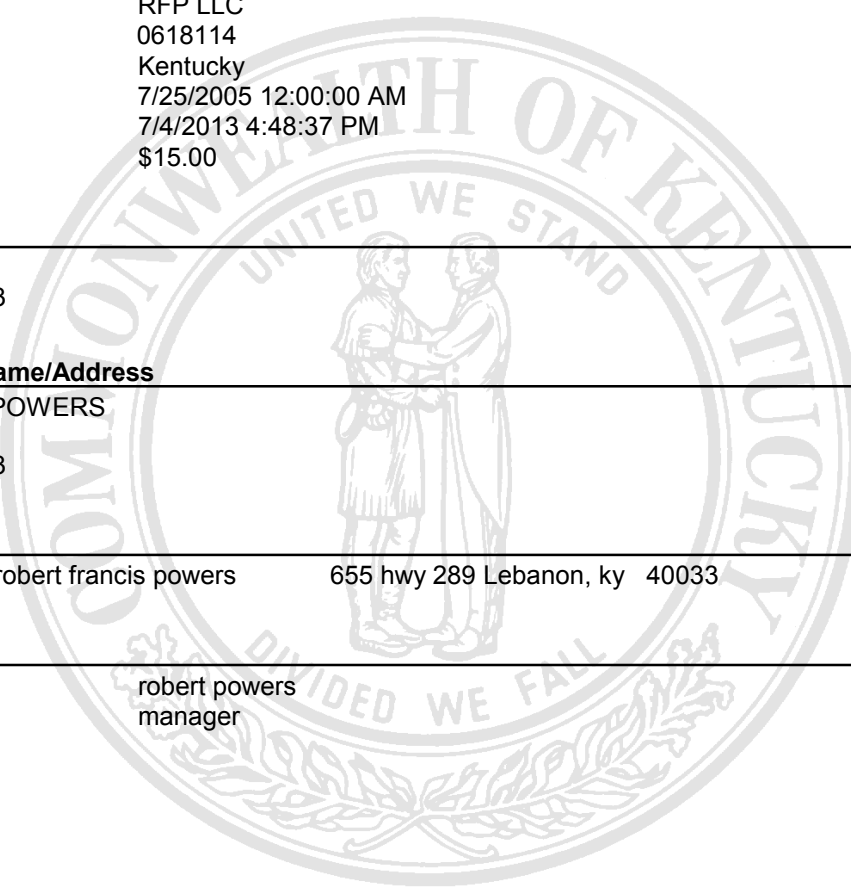 RFP LLC
0618114
Kentucky
7/25/2005 12:00:00 AM
7/4/2013 4:48:37 PM
$15.00
COMMONWEALTH OF KENTUCKY
UNITED WE STAND
3
ame/Address
POWERS
3
robert francis powers 655 hwy 289 Lebanon, ky 40033
DIVIDED WE FALL
robert powers
manager